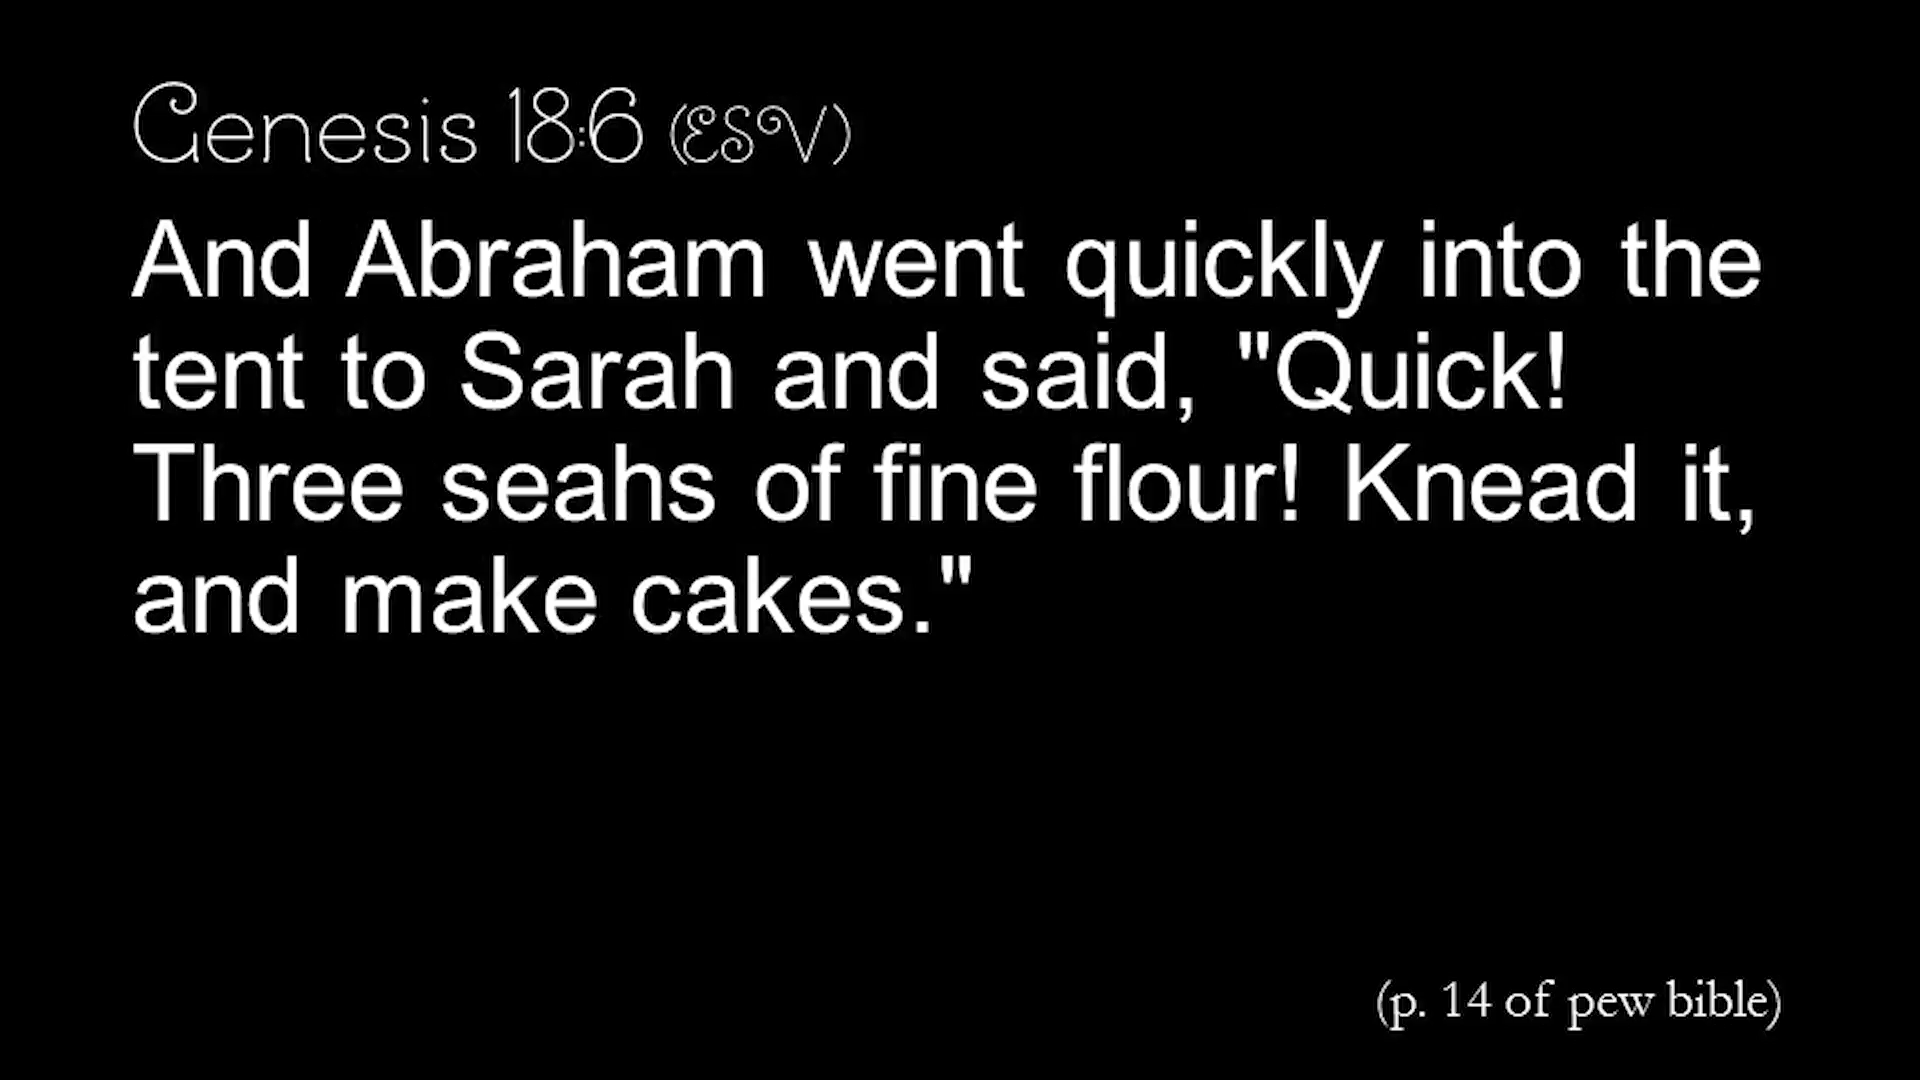 Genesis 18:6 (ESV)
And Abraham went quickly into the
tent to Sarah and said, "Quick!
Three seahs of fine flour! Knead it,
and make cakes."
(p. 14 of pew bible)